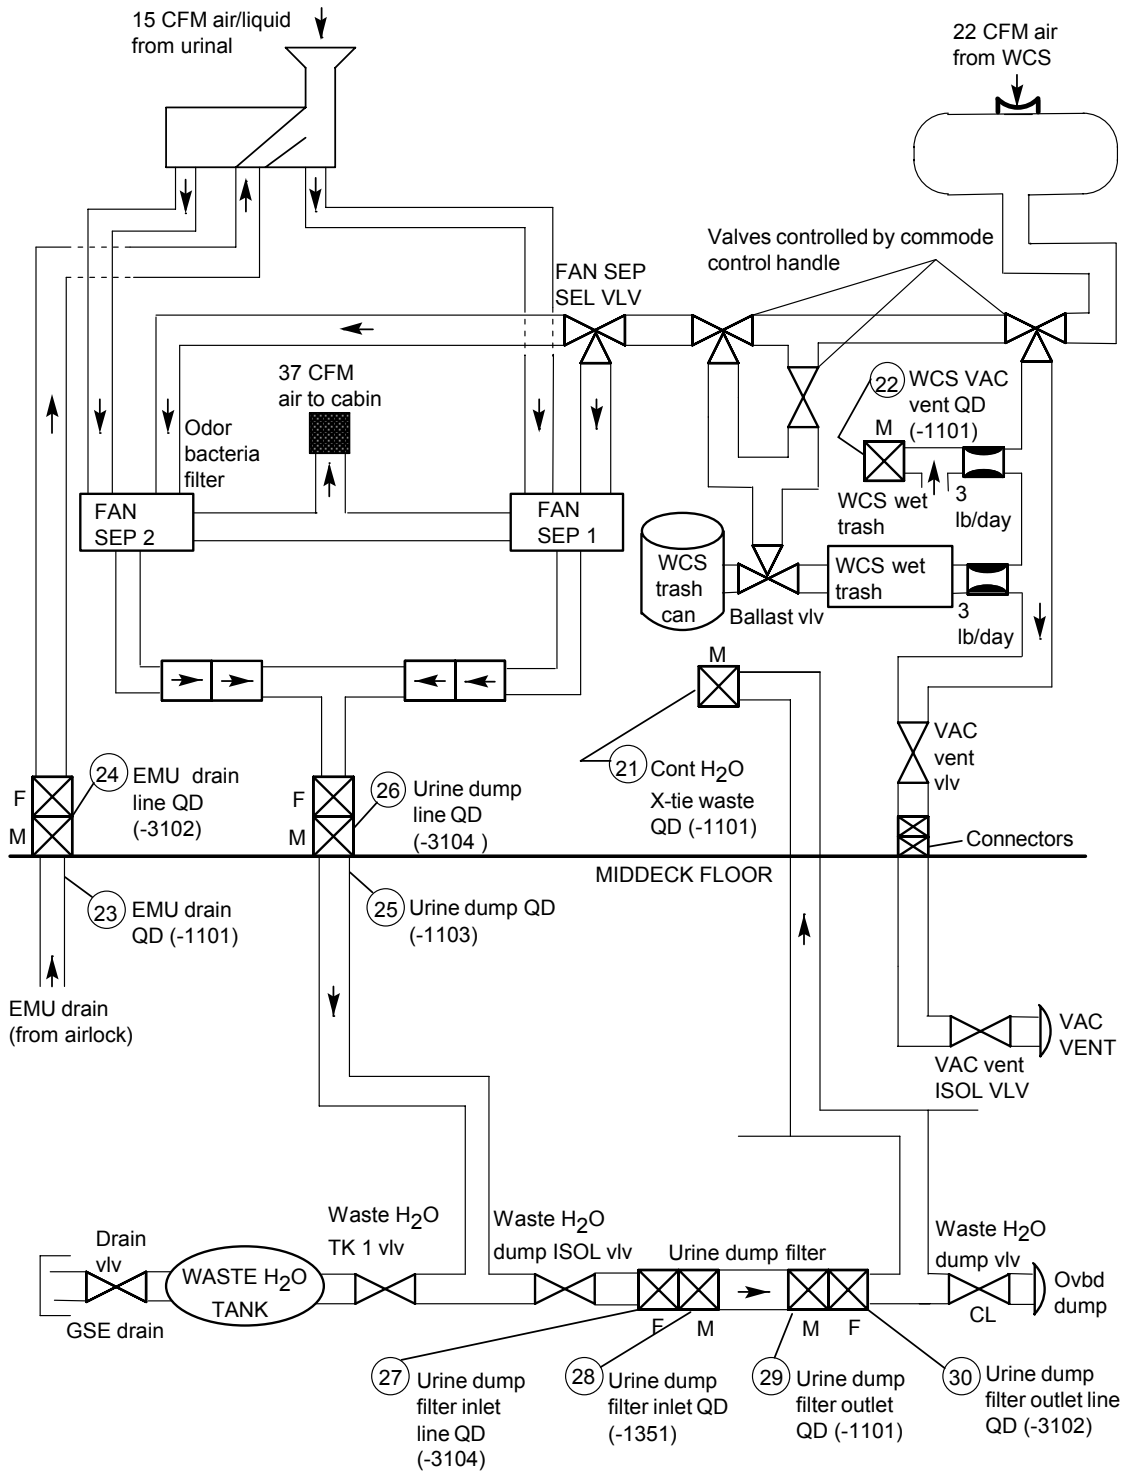 15 CFM air/liquid
from urinal
22 CFM air
from WCS
Valves controlled by commode
control handle
FAN SEP
SEL VLV
37 CFM
air to cabin
22
WCS VAC
vent QD
(-1101)
M
Odor
bacteria
filter
WCS wet
trash
3
lb/day
FAN
SEP 2
FAN
SEP 1
WCS
trash
can
WCS wet
trash
Ballast vlv
3
lb/day
M
VAC
vent
vlv
21
Cont H2O
X-tie waste
QD (-1101)
24
EMU drain
line QD
(-3102)
F
M
26
Urine dump
line QD
(-3104 )
F
M
Connectors
MIDDECK FLOOR
23
EMU drain
QD (-1101)
25
Urine dump QD
(-1103)
EMU drain
(from airlock)
VAC
VENT
VAC vent
ISOL VLV
Drain
vlv
WASTE H2O
TANK
GSE drain
Waste H2O
TK 1 vlv
Waste H2O
dump ISOL vlv
Urine dump filter
Waste H2O
dump vlv
CL
Ovbd
dump
F
M
M
F
27
Urine dump
filter inlet
line QD
(-3104)
28
Urine dump
filter inlet QD
(-1351)
29
Urine dump
filter outlet
QD (-1101)
30
Urine dump
filter outlet line
QD (-3102)